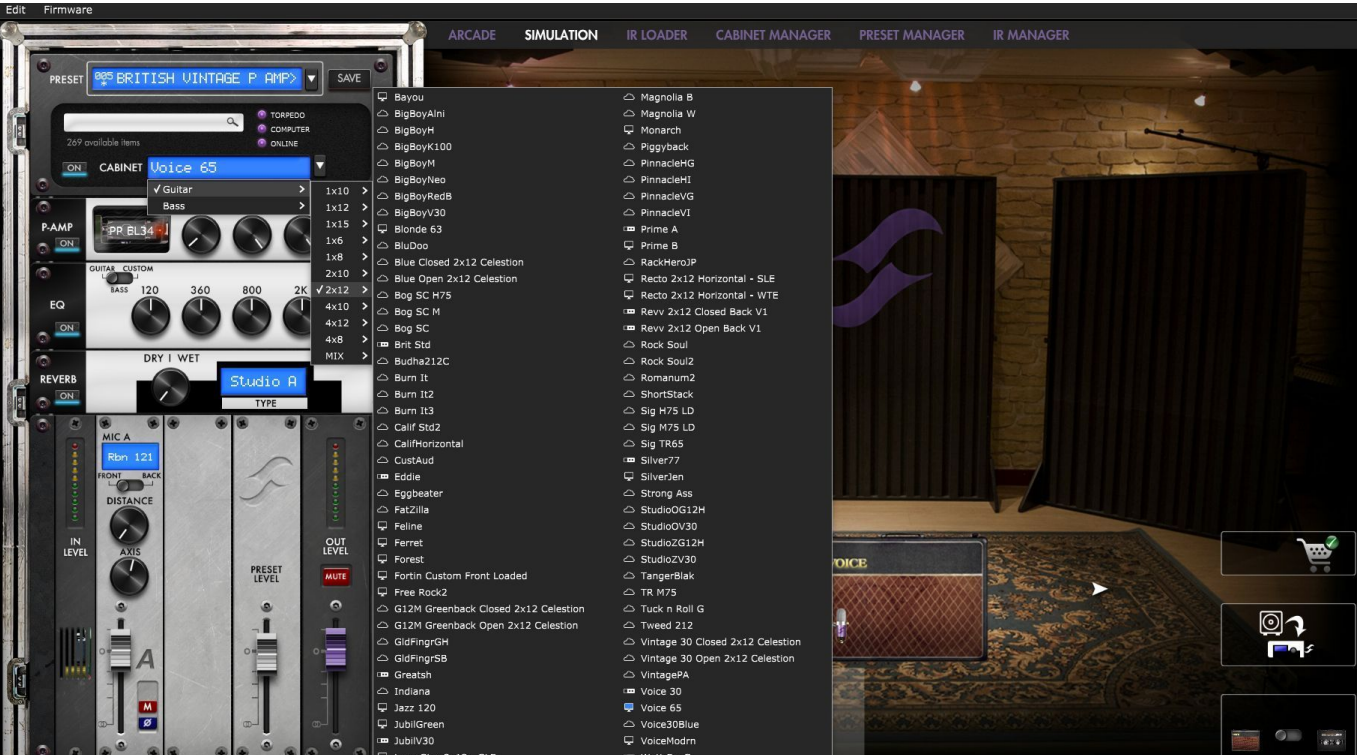 Edit Firmware
ARCADE SIMULATION IR LOADER CABINET MANAGER PRESET MANAGER IR MANAGER
PRESET 005 BRITISH VINTAGE P AMP> SAVE
TORPEDO
COMPUTER
ONLINE
269 available items
ON CABINET Voice 65
Guitar
Bass
1x10
1x12
1x15
1x6
1x8
2x10
2x12
4x10
4x12
4x8
MIX
P-AMP
ON
PR EL34
GUITAR CUSTOM
BASS
120 360 800 2K
EQ
ON
DRY | WET
REVERB
ON
Studio A
TYPE
MIC A
Rbn 121
FRONT BACK
DISTANCE
AXIS
IN
LEVEL
PRESET
LEVEL
OUT
LEVEL
MUTE
A
M
Ø
Bayou
BigBoyAlni
BigBoyH
BigBoyK100
BigBoyM
BigBoyNeo
BigBoyRedB
BigBoyV30
Blonde 63
BluDoo
Blue Closed 2x12 Celestion
Blue Open 2x12 Celestion
Bog SC H75
Bog SC M
Bog SC
Brit Std
Budha212C
Burn It
Burn It2
Burn It3
Calif Std2
CalifHorizontal
CustAud
Eddie
Eggbeater
FatZilla
Feline
Ferret
Forest
Fortin Custom Front Loaded
Free Rock2
G12M Greenback Closed 2x12 Celestion
G12M Greenback Open 2x12 Celestion
GldFingrGH
GldFingrSB
Greatsh
Indiana
Jazz 120
JubilGreen
JubilV30
Magnolia B
Magnolia W
Monarch
Piggyback
PinnacleHG
PinnacleHI
PinnacleVG
PinnacleVI
Prime A
Prime B
RackHeroJP
Recto 2x12 Horizontal - SLE
Recto 2x12 Horizontal - WTE
Revv 2x12 Closed Back V1
Revv 2x12 Open Back V1
Rock Soul
Rock Soul2
Romanum2
ShortStack
Sig H75 LD
Sig M75 LD
Sig TR65
Silver77
SilverJen
Strong Ass
StudioOG12H
StudioOV30
StudioZG12H
StudioZV30
TangerBlak
TR M75
Tuck n Roll G
Tweed 212
Vintage 30 Closed 2x12 Celestion
Vintage 30 Open 2x12 Celestion
VintagePA
Voice 30
Voice 65
Voice30Blue
VoiceModrn
VOICE